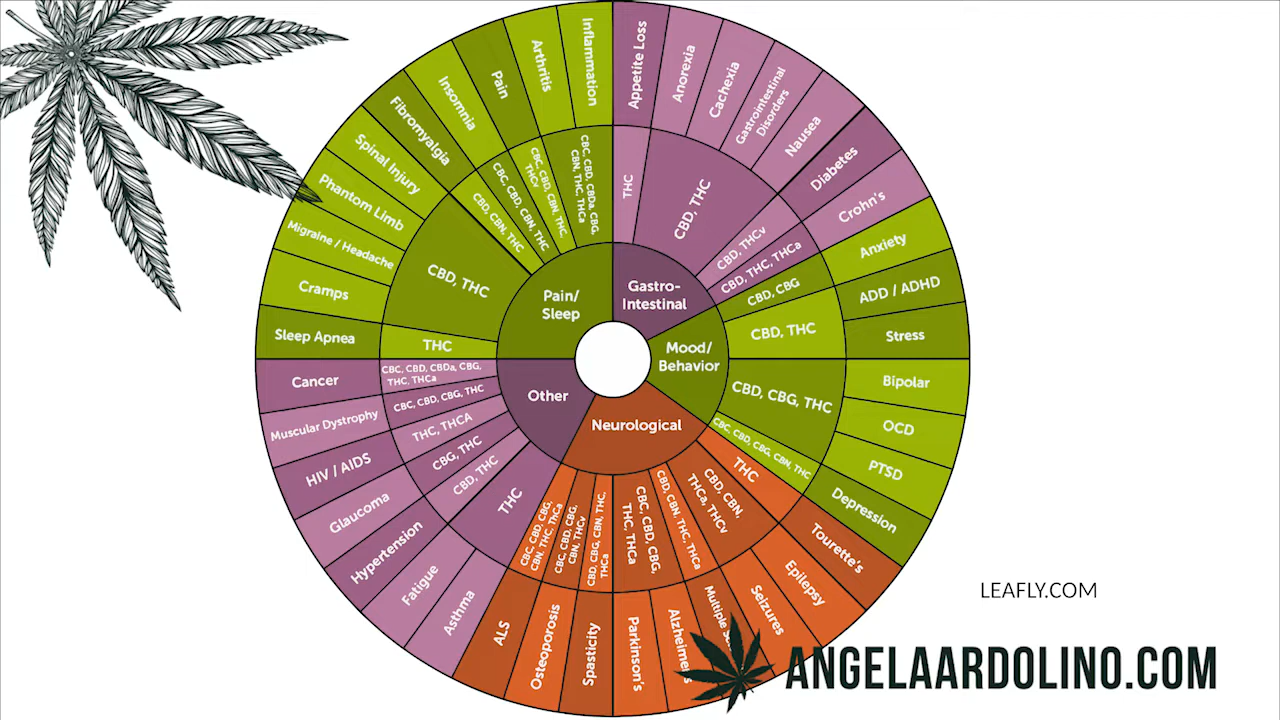 Gastro-
Intestinal
THC
Appetite Loss
CBD, THC
Anorexia
Cachexia
Gastrointestinal
Disorders
Nausea
CBD, THCv
Diabetes
CBD, THC, THCa
Crohn's
Mood/
Behavior
CBD, CBG
Anxiety
CBD, THC
ADD / ADHD
Stress
CBD, CBG, THC
Bipolar
OCD
PTSD
CBC, CBD, CBG, CBN, THC
Depression
Neurological
THC
Tourette's
CBD, CBN,
THCa, THCv
Epilepsy
Seizures
CBD, CBN, THC, THCa
Multiple
CBC, CBD, CBG,
THC, THCa
Alzheimer's
Parkinson's
CBD, CBG, CBN, THC,
THCa
Spasticity
CBC, CBD, CBG,
CBN, THCv
Osteoporosis
CBC, CBD, CBG,
CBN, THC, THCa
ALS
Other
THC
Asthma
Fatigue
CBD, THC
Hypertension
CBG, THC
Glaucoma
THC, THCA
HIV / AIDS
CBC, CBD, CBG, THC
Muscular Dystrophy
CBC, CBD, CBDa, CBG,
THC, THCa
Cancer
Pain/
Sleep
THC
Sleep Apnea
CBD, THC
Cramps
Migraine / Headache
Phantom Limb
Spinal Injury
Fibromyalgia
CBD, CBN, THC
Insomnia
CBC, CBD, CBN, THC
Pain
CBC, CBD, CBN, THC,
THCv
Arthritis
CBC, CBD, CBDa, CBG,
CBN, THC, THCa
Inflammation
LEAFLY.COM
ANGELAARDOLINO.COM